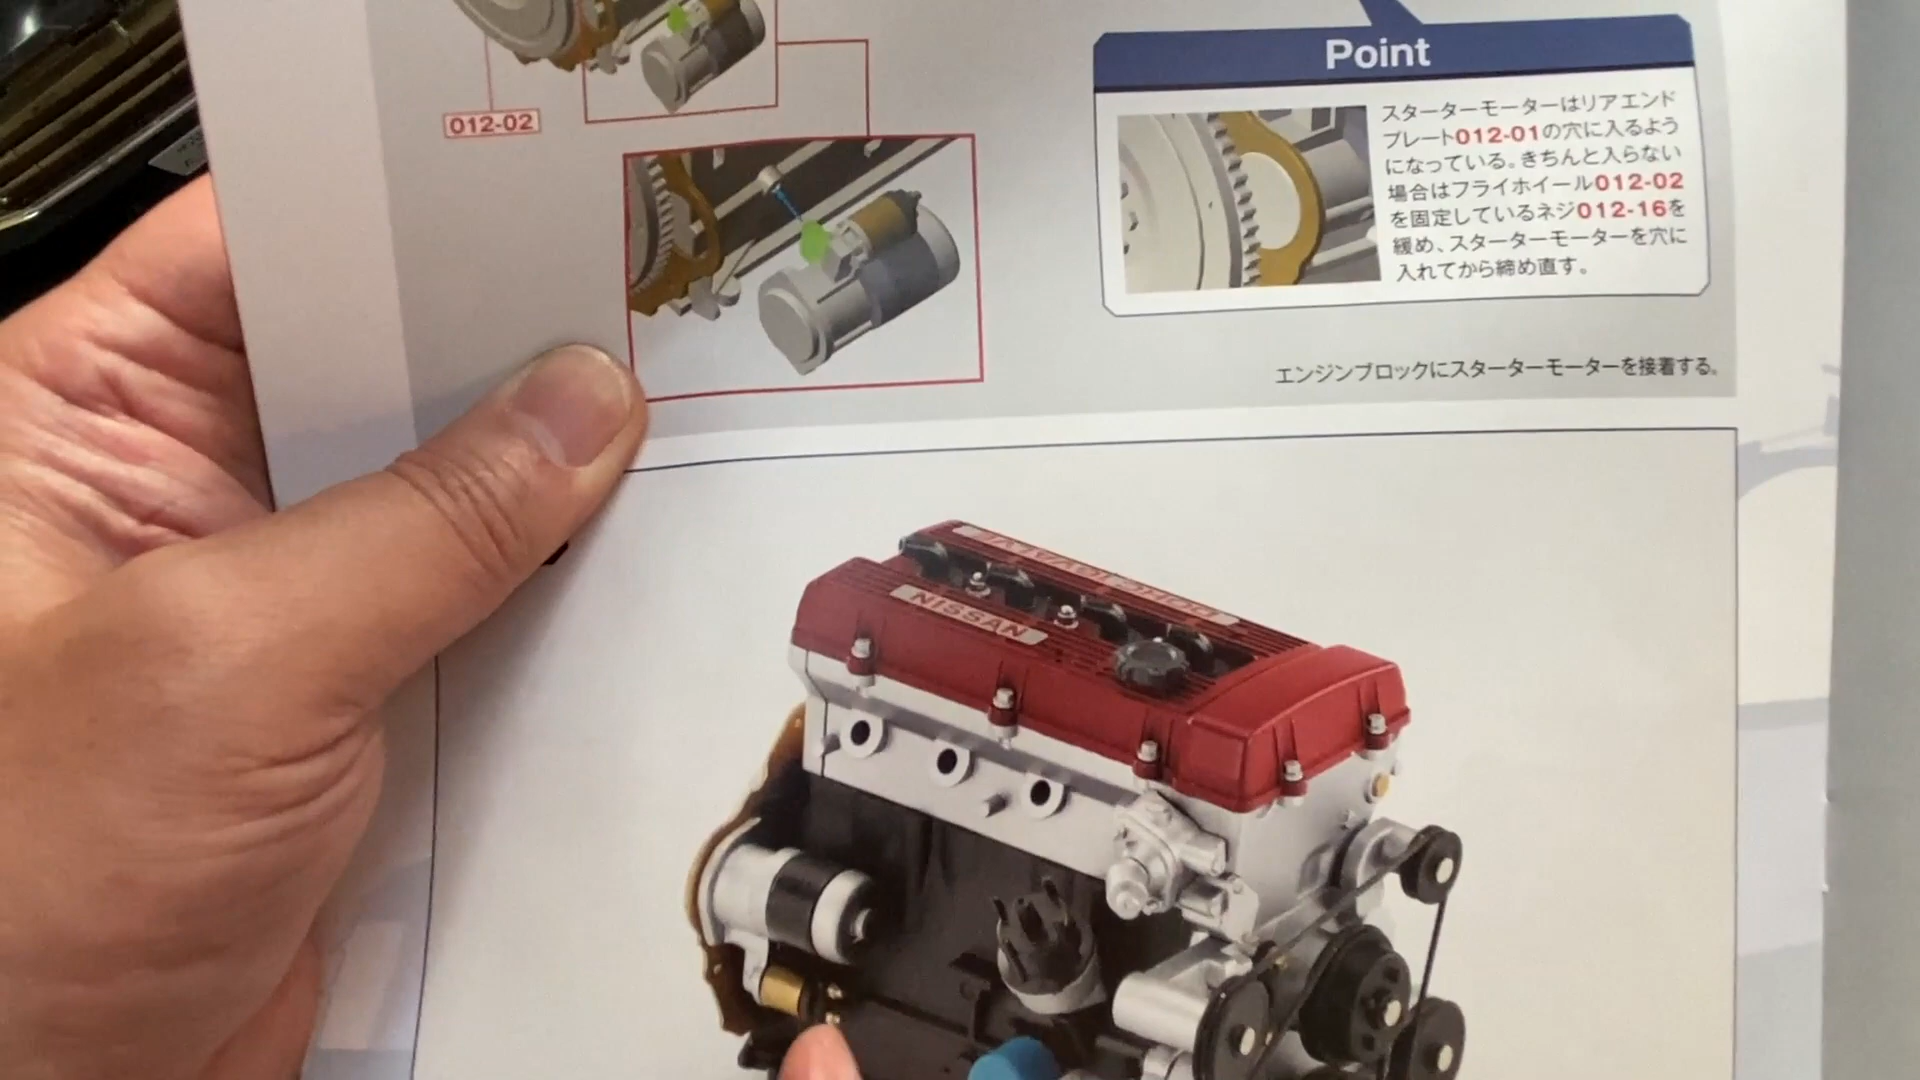 012-02
Point
スターターモーターはリアエンド
プレート012-01の穴に入るよう
になっている。きちんと入らない
場合はフライホイール012-02
を固定しているネジ012-16を
緩め、スターターモーターを穴に
入れてから締め直す。
エンジンブロックにスターターモーターを接着する。
DOHC 2000 16VALVE
NISSAN